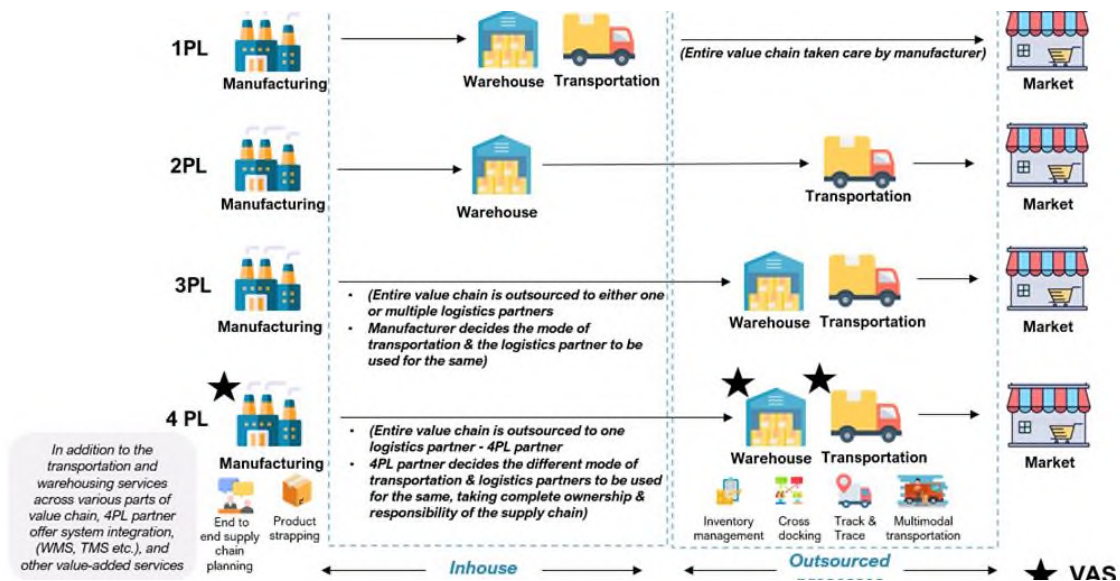 1PL
Manufacturing
Warehouse
Transportation
(Entire value chain taken care by manufacturer)
Market
2PL
Manufacturing
Warehouse
Transportation
Market
3PL
Manufacturing
• (Entire value chain is outsourced to either one
or multiple logistics partners
• Manufacturer decides the mode of
transportation & the logistics partner to be
used for the same)
Warehouse
Transportation
Market
4 PL
Manufacturing
• (Entire value chain is outsourced to one
logistics partner - 4PL partner
• 4PL partner decides the different mode of
transportation & logistics partners to be
used for the same, taking complete ownership &
responsibility of the supply chain)
Warehouse
Transportation
Market
In addition to the
transportation and
warehousing services
across various parts of
value chain, 4PL partner
offer system integration,
(WMS, TMS etc.), and
other value-added services
End to
end supply
chain
planning
Product
strapping
Inventory
management
Cross
docking
Track &
Trace
Multimodal
transportation
Inhouse
Outsourced
VAS